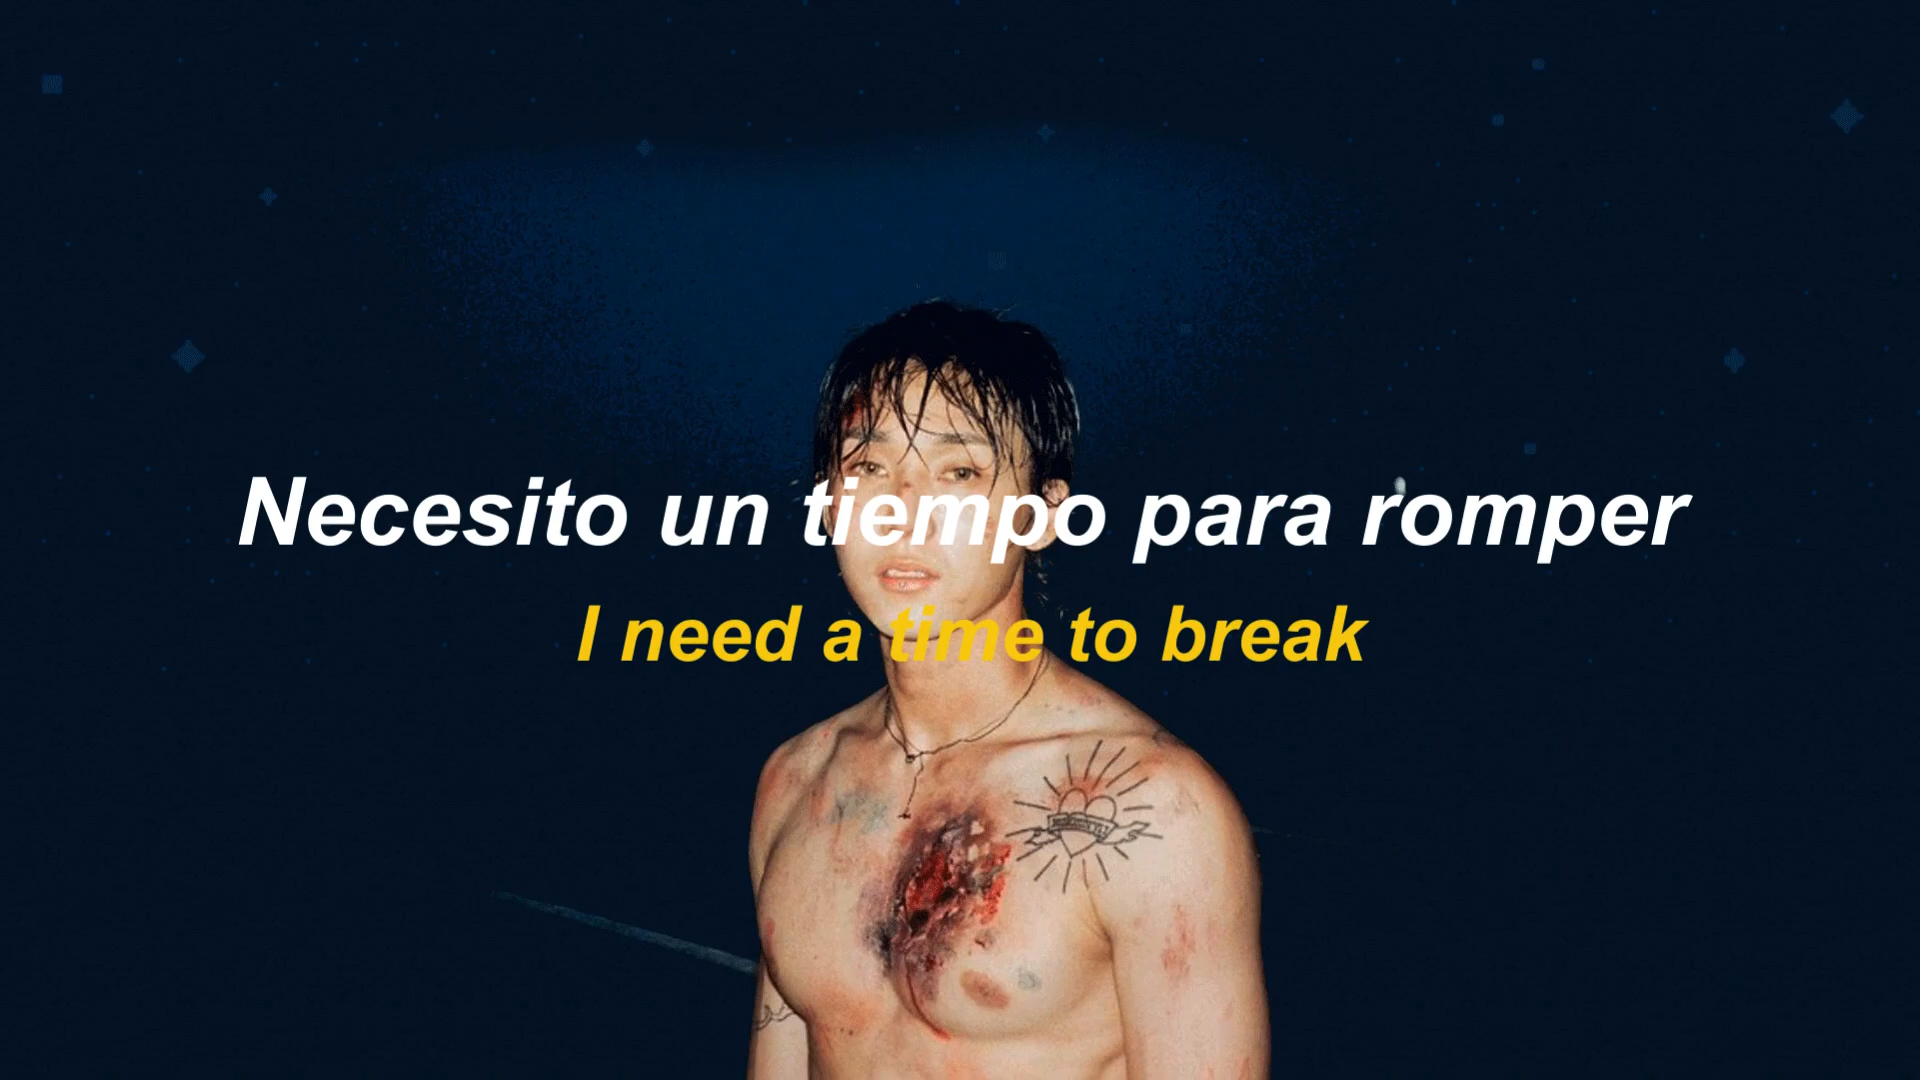 Necesito un tiempo para romper
I need a time to break